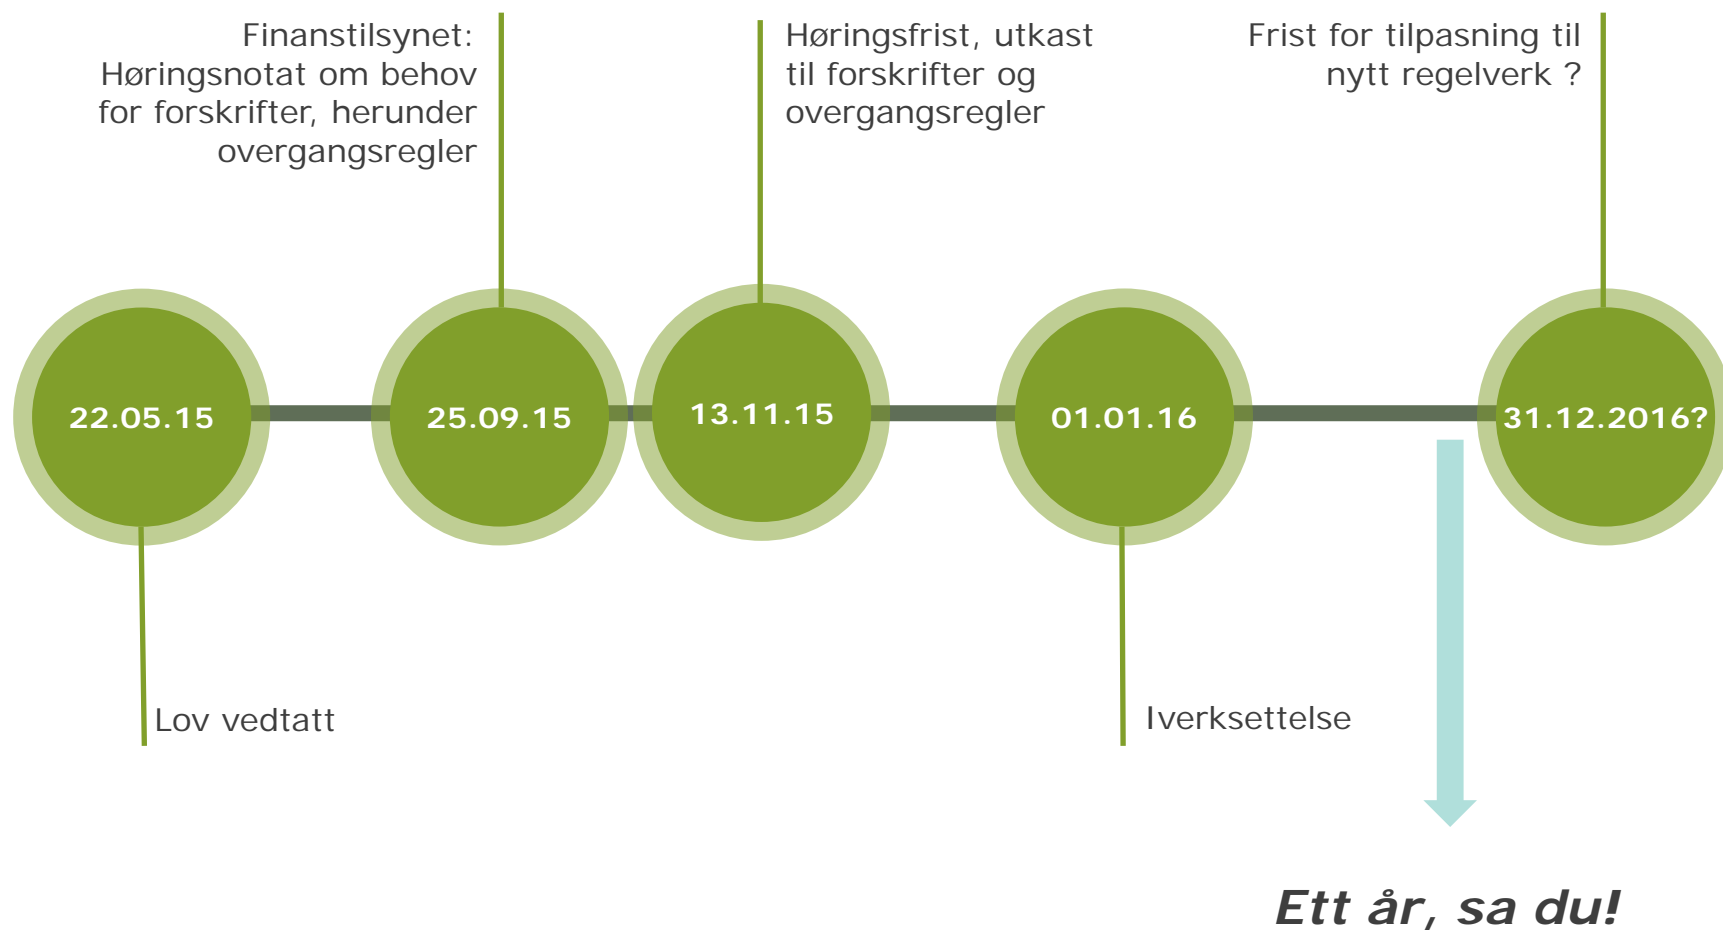 Finanstilsynet:
Høringsnotat om behov
for forskrifter, herunder
overgangsregler
Høringsfrist, utkast
til forskrifter og
overgangsregler
Frist for tilpasning til
nytt regelverk ?
22.05.15
25.09.15
13.11.15
01.01.16
31.12.2016?
Lov vedtatt
Iverksettelse
Ett år, sa du!